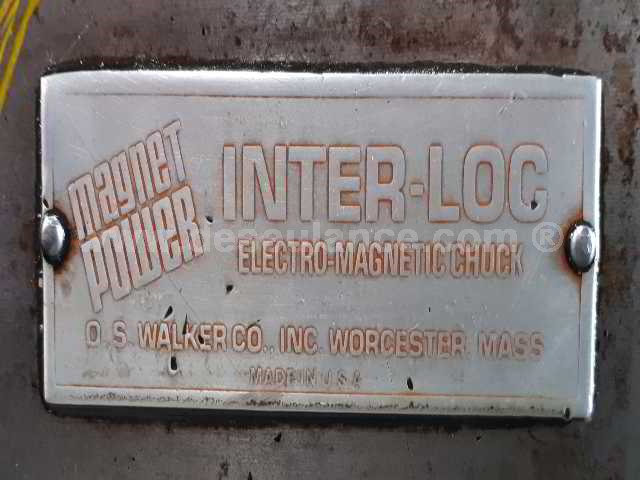 magnet
POWER
INTER-LOC
ELECTRO-MAGNETIC CHUCK
O. S. WALKER CO., INC. WORCESTER, MASS
MADE IN U.S.A